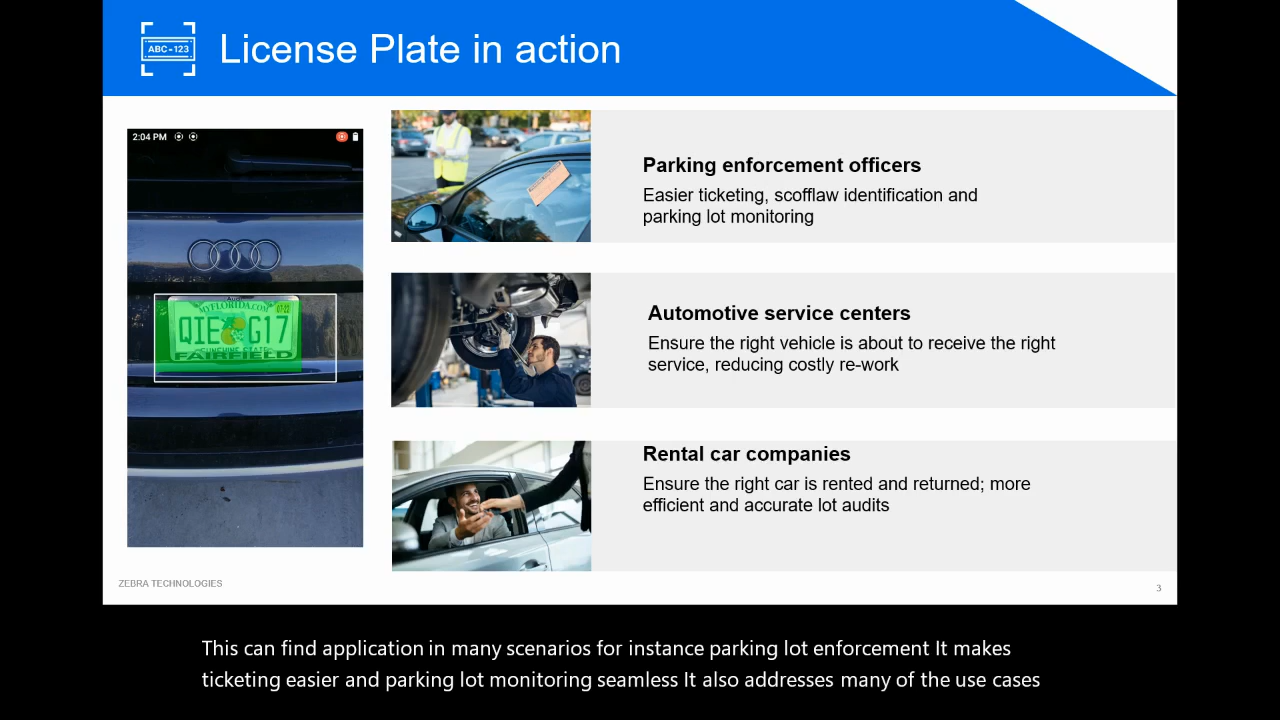 ABC-123
License Plate in action
2:04 PM
MYFLORIDA.COM
07-22
QIE G17
SUNSHINE STATE
FAIRFIELD
Parking enforcement officers
Easier ticketing, scofflaw identification and
parking lot monitoring
Automotive service centers
Ensure the right vehicle is about to receive the right
service, reducing costly re-work
Rental car companies
Ensure the right car is rented and returned; more
efficient and accurate lot audits
ZEBRA TECHNOLOGIES
3
This can find application in many scenarios for instance parking lot enforcement It makes
ticketing easier and parking lot monitoring seamless It also addresses many of the use cases